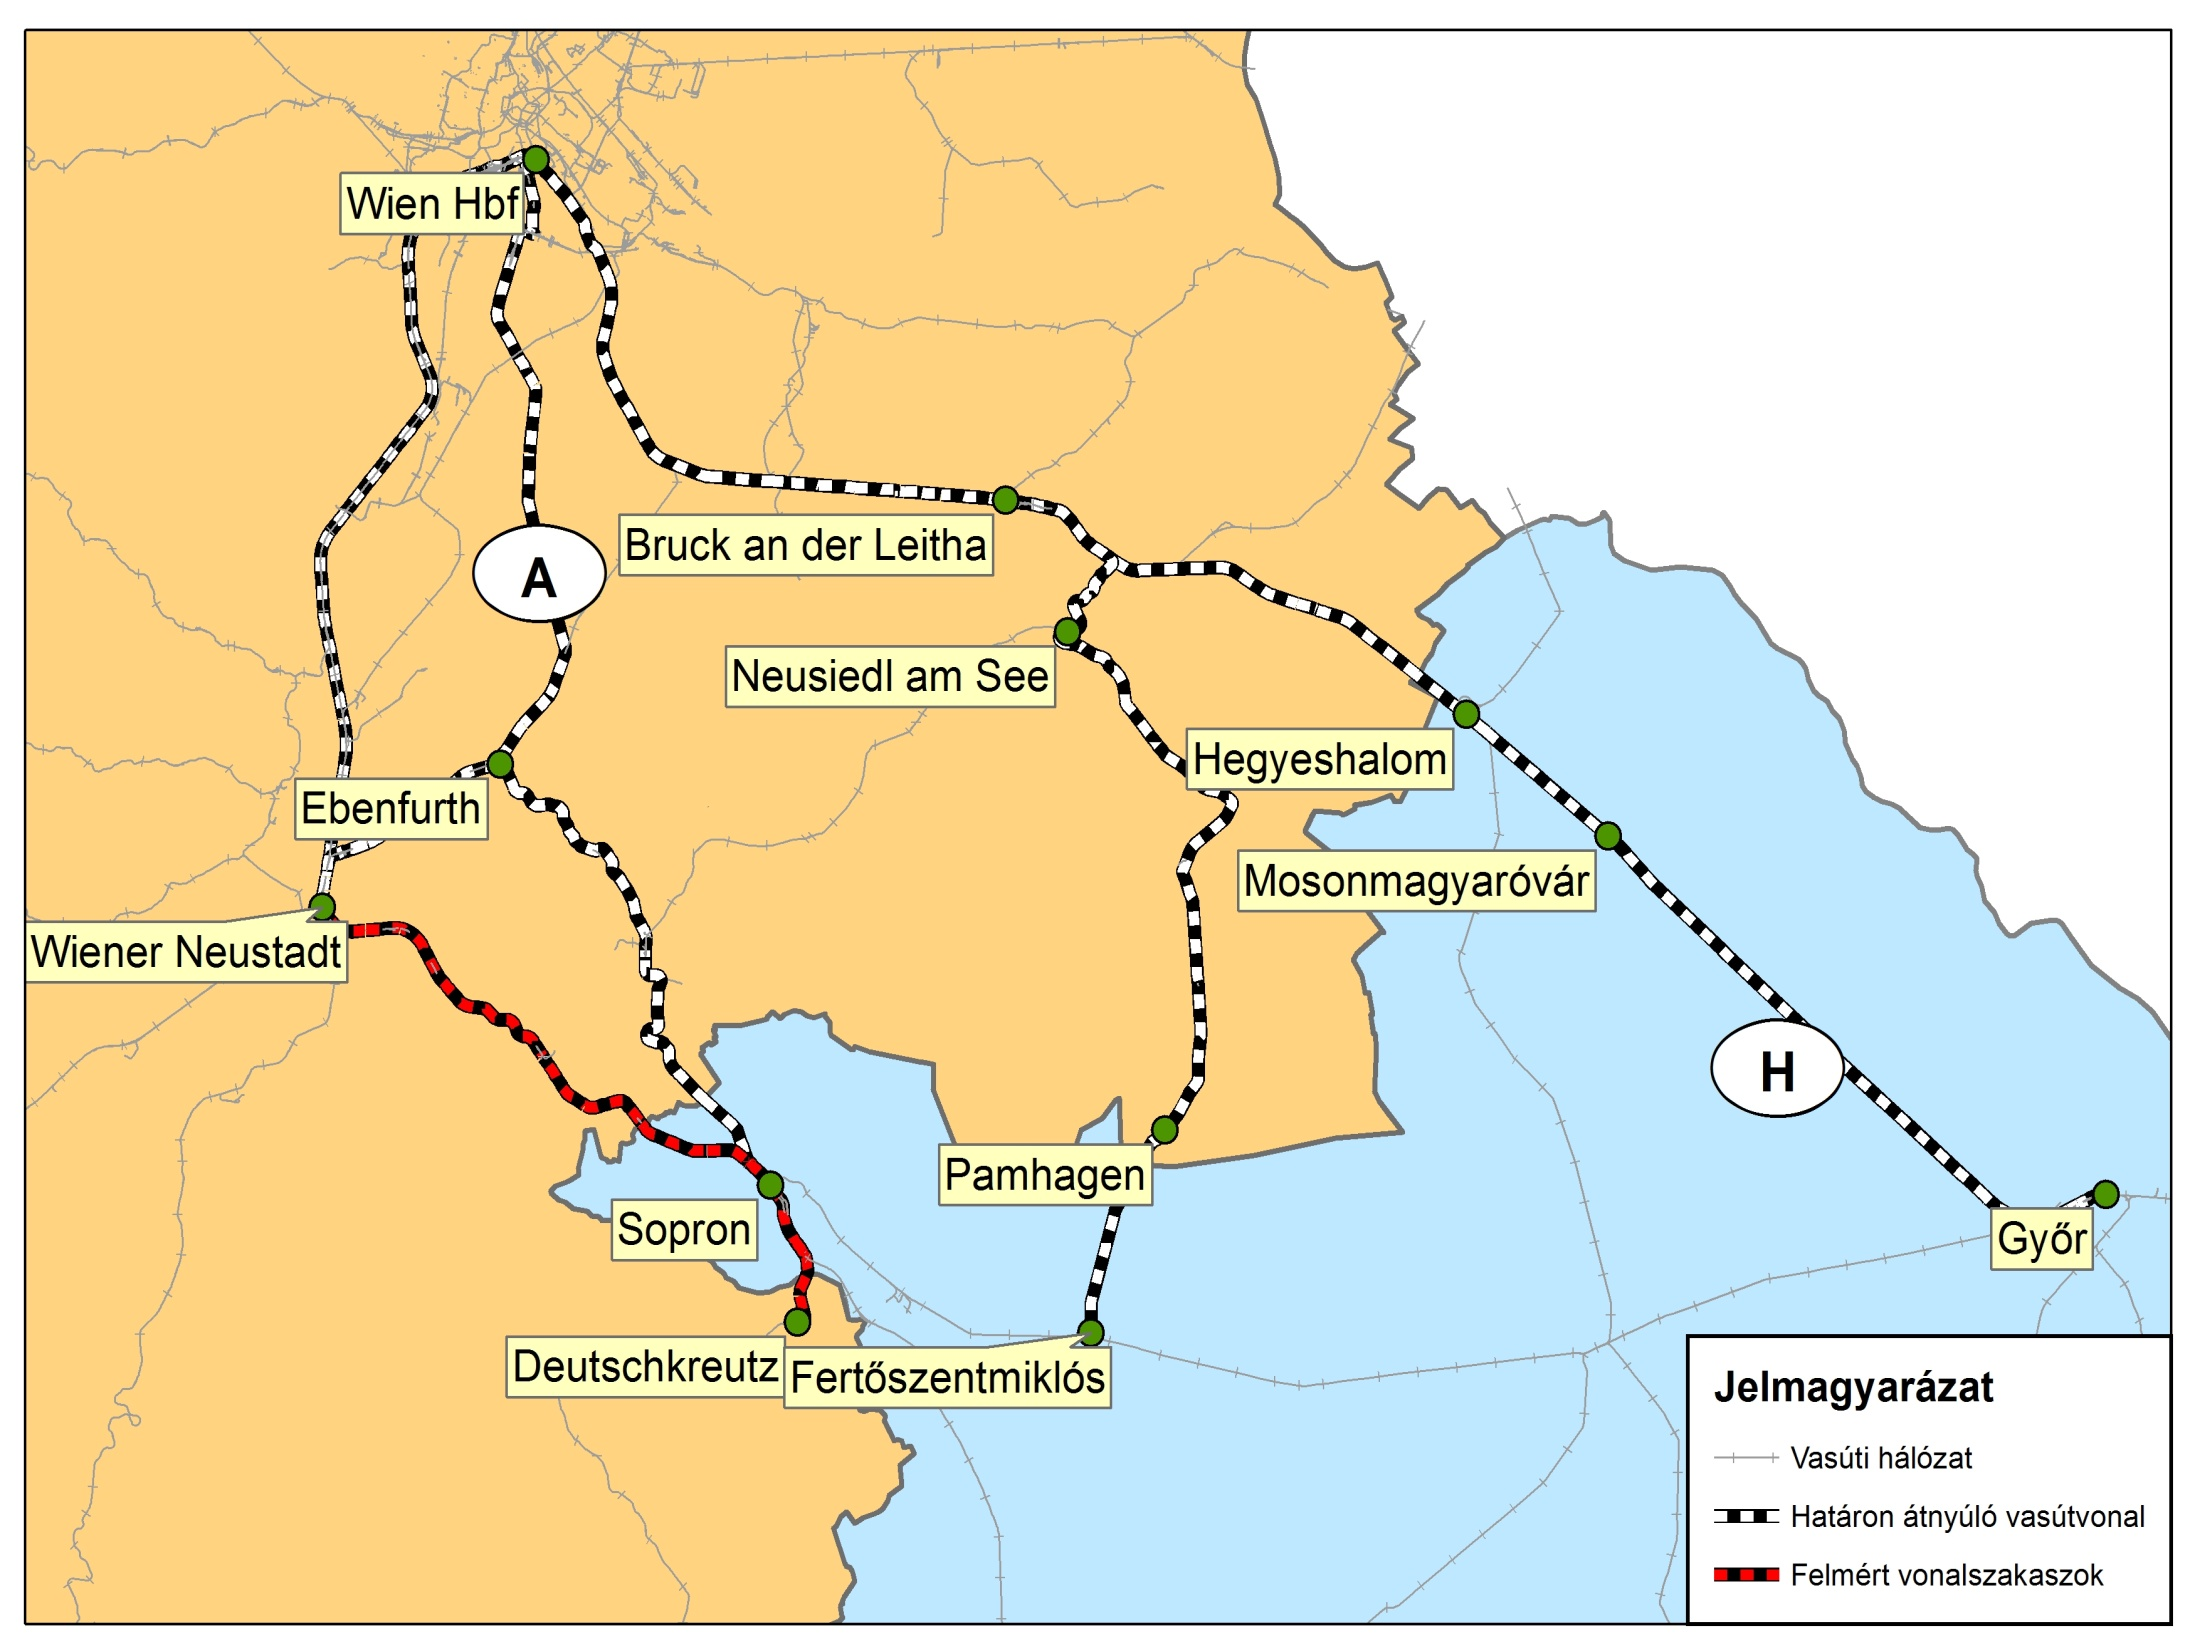 Wien Hbf
Bruck an der Leitha
A
Neusiedl am See
Hegyeshalom
Ebenfurth
Mosonmagyaróvár
Wiener Neustadt
H
Pamhagen
Sopron
Győr
Deutschkreutz
Fertőszentmiklós
Jelmagyarázat
Vasúti hálózat
Határon átnyúló vasútvonal
Felmért vonalszakaszok